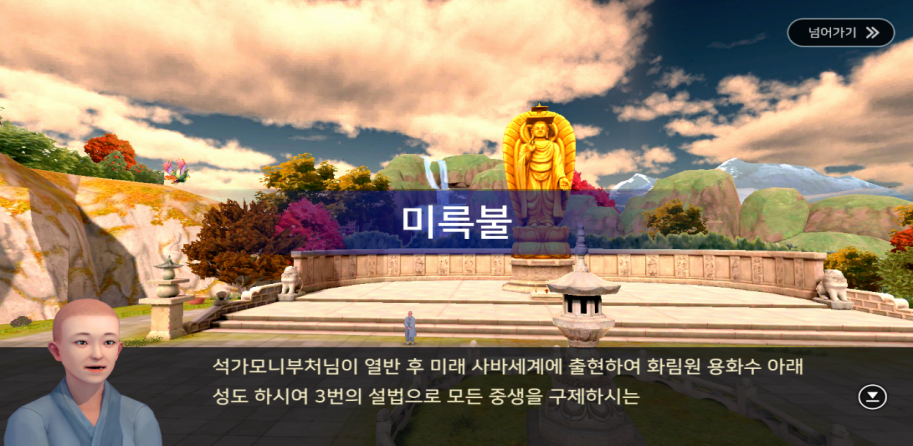 넘어가기
미륵불
석가모니부처님이 열반 후 미래 사바세계에 출현하여 화림원 용화수 아래
성도 하시여 3번의 설법으로 모든 중생을 구제하시는